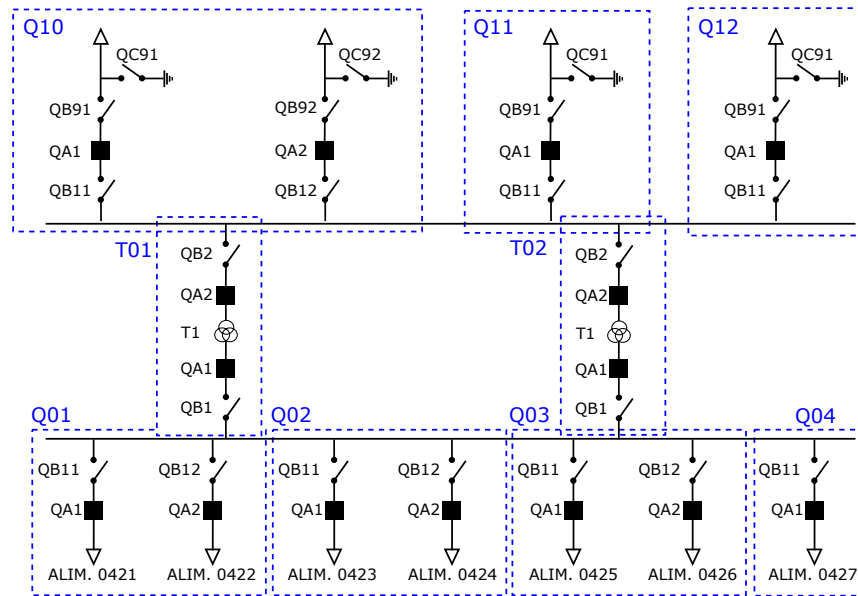 Q10
Q11
Q12
QC91
QC92
QC91
QC91
QB91
QB92
QB91
QB91
QA1
QA2
QA1
QA1
QB11
QB12
QB11
QB11
T01
T02
QB2
QB2
QA2
QA2
T1
T1
QA1
QA1
QB1
QB1
Q01
Q02
Q03
Q04
QB11
QB12
QB11
QB12
QB11
QB12
QB11
QA1
QA2
QA1
QA2
QA1
QA2
QA1
ALIM. 0421
ALIM. 0422
ALIM. 0423
ALIM. 0424
ALIM. 0425
ALIM. 0426
ALIM. 0427